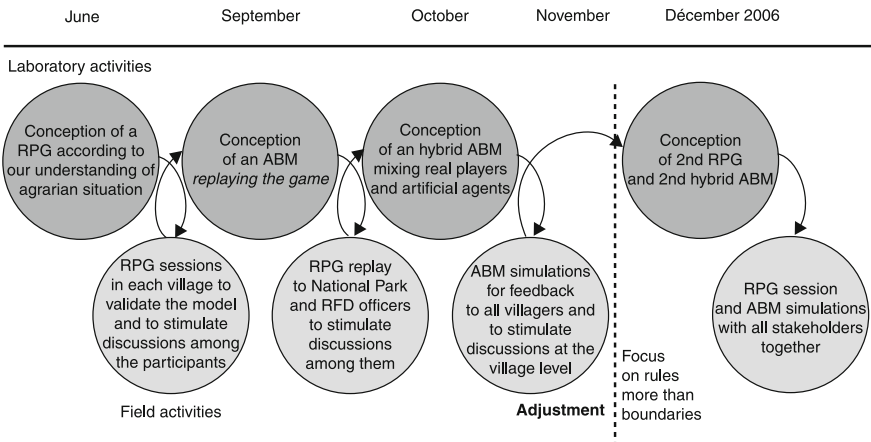 June
September
October
November
Décember 2006
Laboratory activities
Conception of a
RPG according to
our understanding of
agrarian situation
Conception
of an ABM
replaying the game
Conception
of an hybrid ABM
mixing real players
and artificial agents
Conception
of 2nd RPG
and 2nd hybrid ABM
RPG sessions
in each village to
validate the model
and to stimulate
discussions among
the participants
RPG replay
to National Park
and RFD officers
to stimulate
discussions
among them
ABM simulations
for feedback
to all villagers and
to stimulate
discussions at the
village level
RPG session
and ABM simulations
with all stakeholders
together
Focus
on rules
more than
boundaries
Field activities
Adjustment